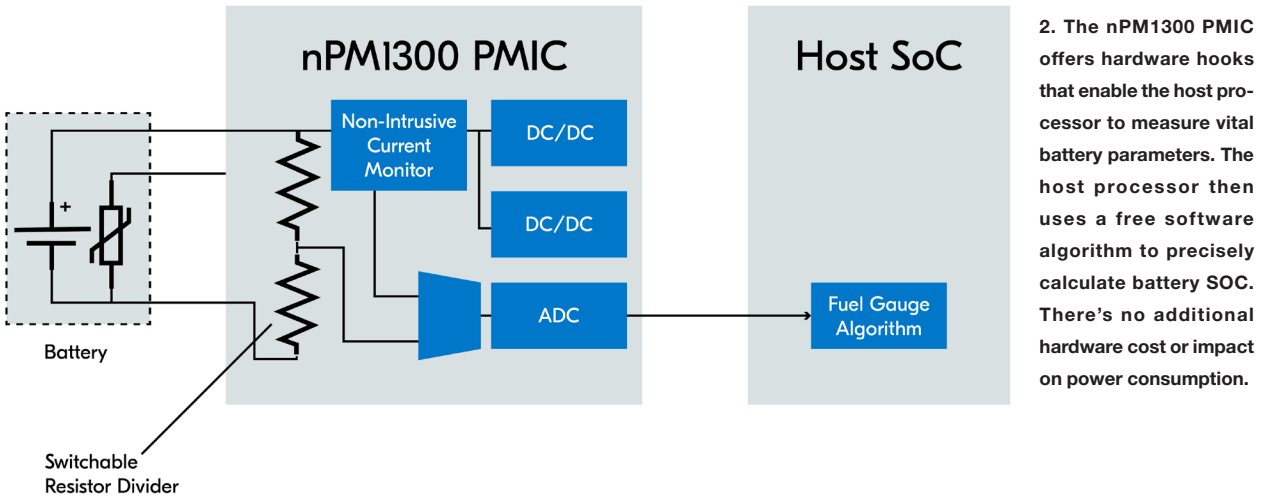 nPM1300 PMIC
Host SoC
Non-Intrusive
Current
Monitor
DC/DC
DC/DC
ADC
Fuel Gauge
Algorithm
+
Battery
Switchable
Resistor Divider
2. The nPM1300 PMIC
offers hardware hooks
that enable the host pro-
cessor to measure vital
battery parameters. The
host processor then
uses a free software
algorithm to precisely
calculate battery SOC.
There’s no additional
hardware cost or impact
on power consumption.